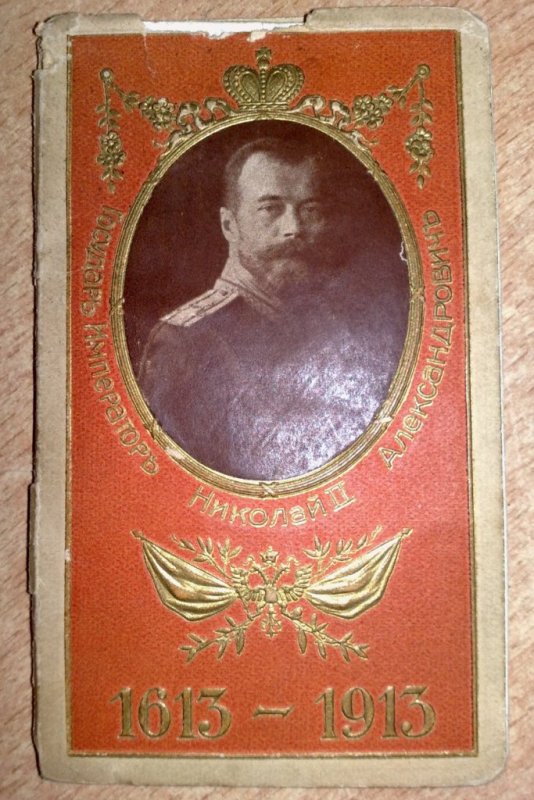 Государь Императоръ
Николай II
Александровичъ
1613 – 1913